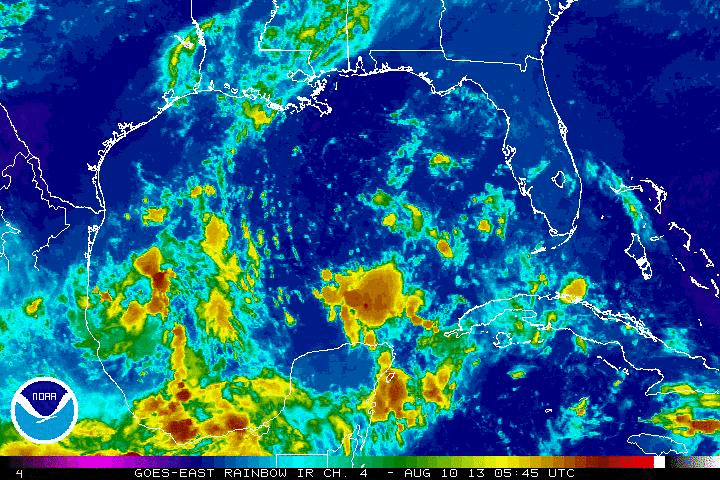 NOAA
4 GOES-EAST RAINBOW IR CH. 4 - AUG 10 13 05:45 UTC